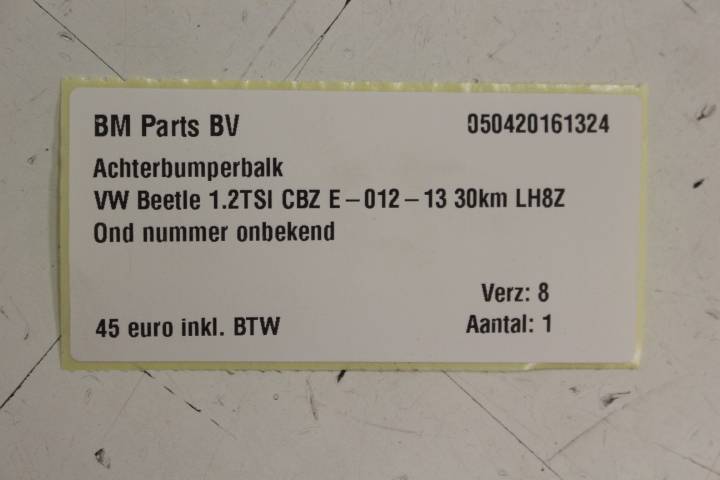 BM Parts BV 050420161324
Achterbumperbalk
VW Beetle 1.2TSI CBZ E-012-13 30km LH8Z
Ond nummer onbekend
Verz: 8
45 euro inkl. BTW Aantal: 1